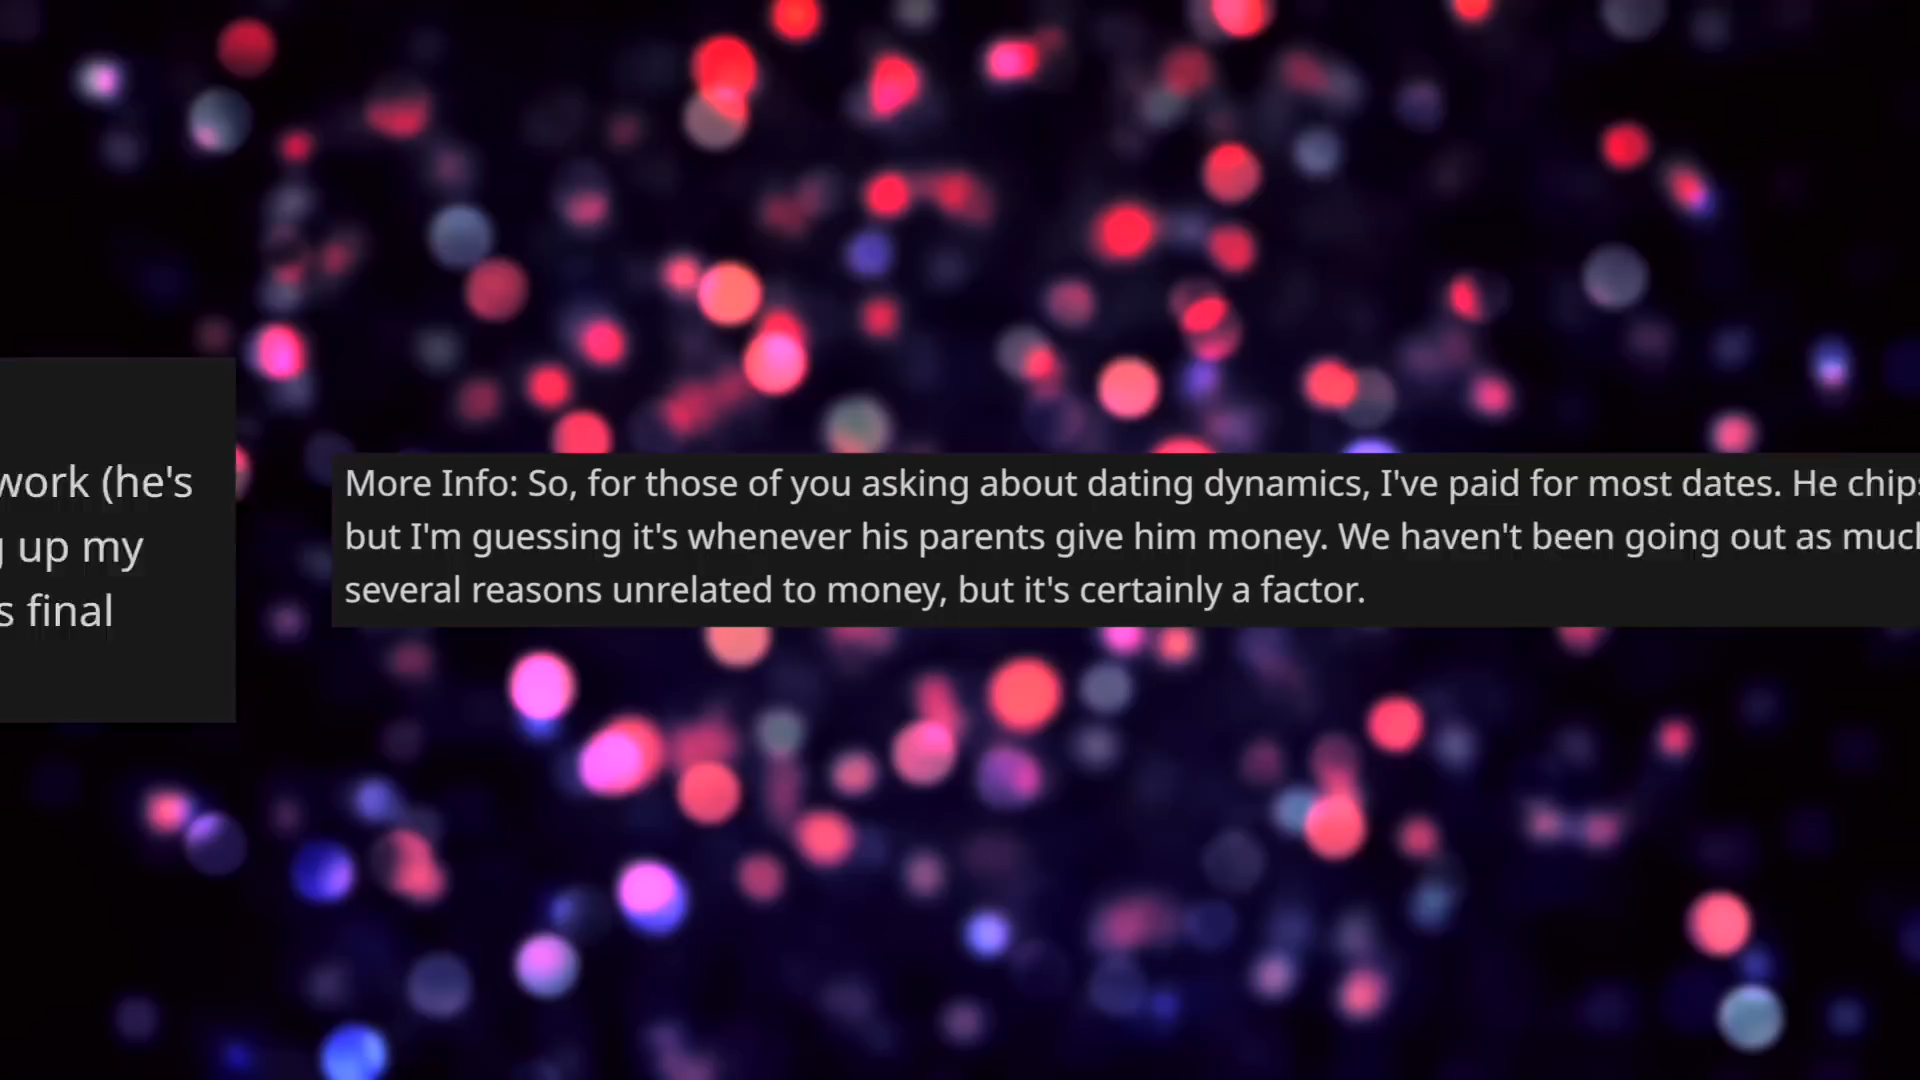 work (he's
up my
final
More Info: So, for those of you asking about dating dynamics, I've paid for most dates. He
but I'm guessing it's whenever his parents give him money. We haven't been going out as
several reasons unrelated to money, but it's certainly a factor.